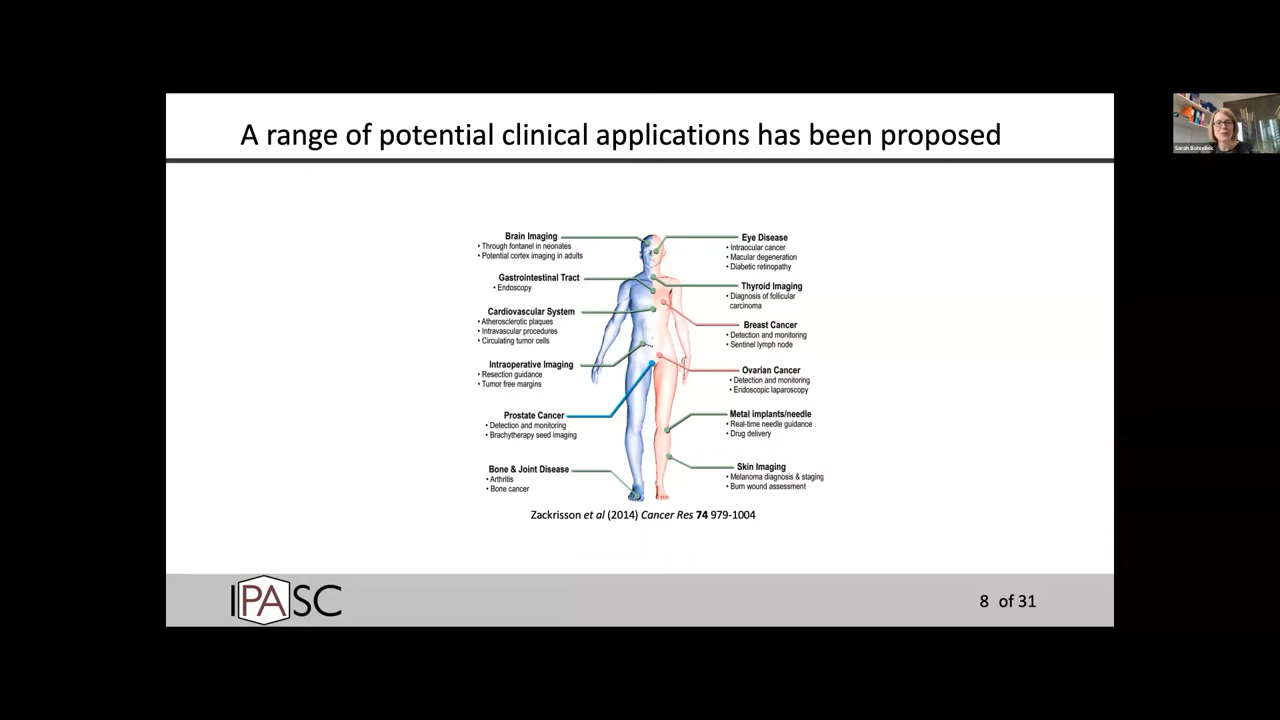 A range of potential clinical applications has been proposed
Sarah Bohndiek
Brain Imaging
• Through fontanel in neonates
• Potential cortex imaging in adults
Gastrointestinal Tract
• Endoscopy
Cardiovascular System
• Atherosclerotic plaques
• Intravascular procedures
• Circulating tumor cells
Intraoperative Imaging
• Resection guidance
• Tumor free margins
Prostate Cancer
• Detection and monitoring
• Brachytherapy seed imaging
Bone & Joint Disease
• Arthritis
• Bone cancer
Eye Disease
• Intraocular cancer
• Macular degeneration
• Diabetic retinopathy
Thyroid Imaging
• Diagnosis of follicular
carcinoma
Breast Cancer
• Detection and monitoring
• Sentinel lymph node
Ovarian Cancer
• Detection and monitoring
• Endoscopic laparoscopy
Metal implants/needle
• Real-time needle guidance
• Drug delivery
Skin Imaging
• Melanoma diagnosis & staging
• Burn wound assessment
Zackrisson et al (2014) Cancer Res 74 979-1004
IPASC
8 of 31